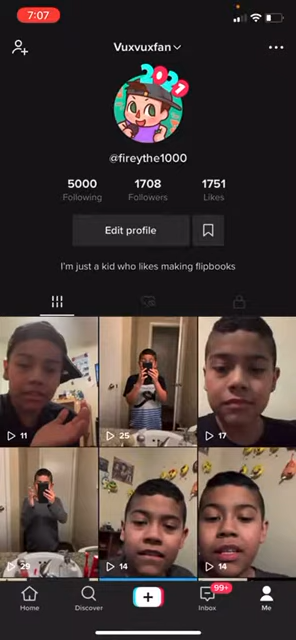 7:07
Vuxvuxfan
2021
@fireythe1000
5000 1708 1751
Following Followers Likes
Edit profile
I'm just a kid who likes making flipbooks
11 25 17
29 14 14
99+
Home Discover Inbox Me